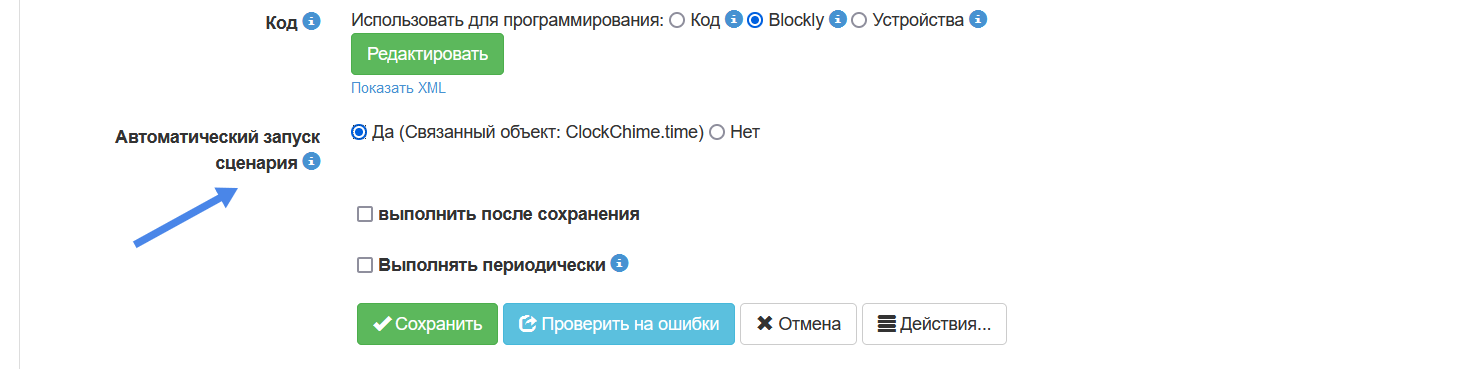 Код
Использовать для программирования: Код Blockly Устройства
Редактировать
Показать XML
Автоматический запуск
сценария
Да (Связанный объект: ClockChime.time) Нет
выполнить после сохранения
Выполнять периодически
Сохранить Проверить на ошибки Отмена Действия...